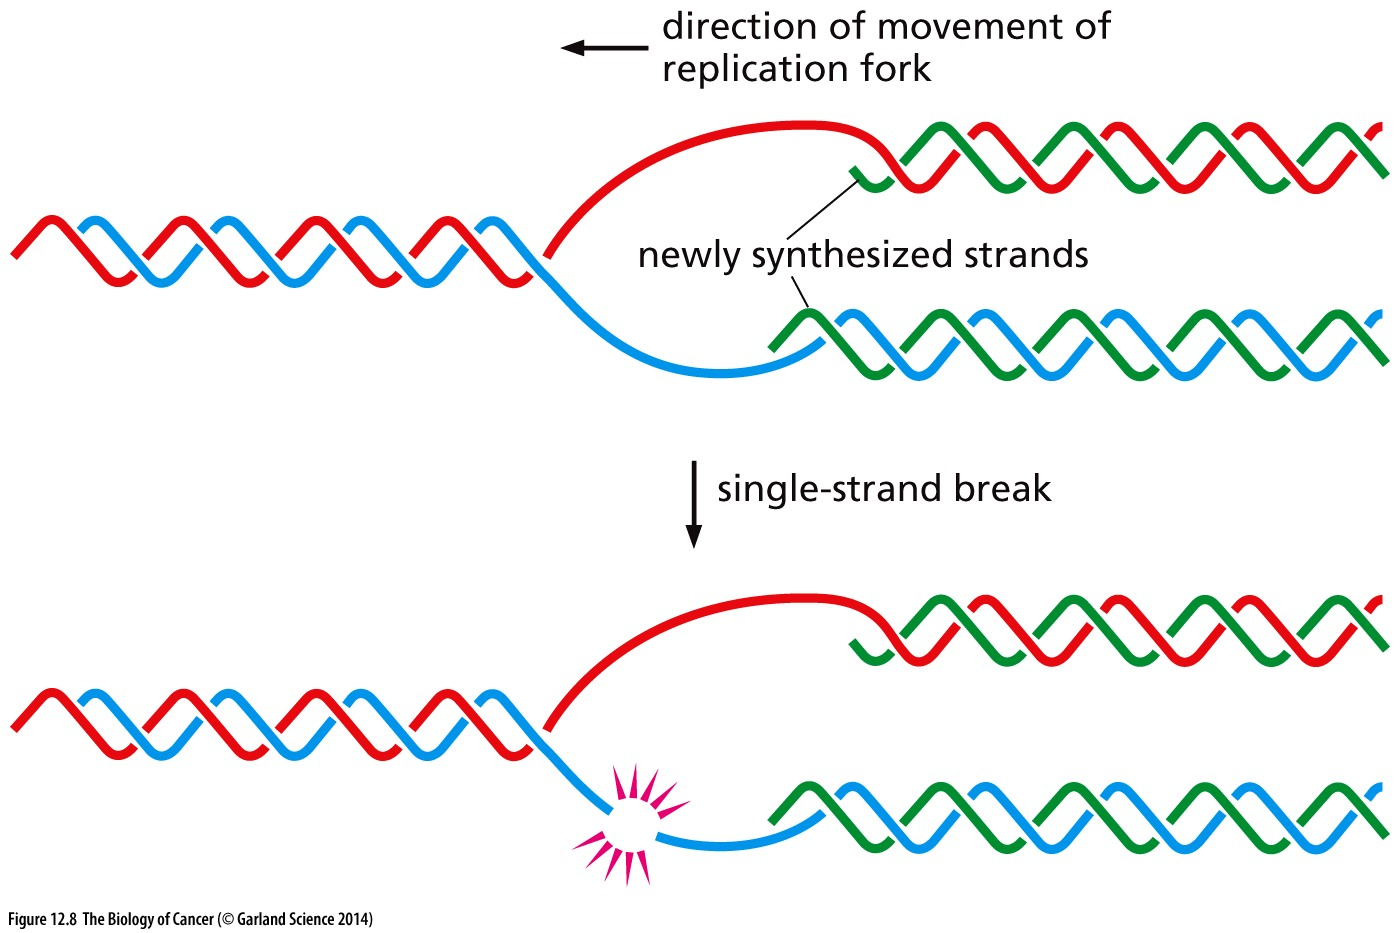 direction of movement of
replication fork
newly synthesized strands
single-strand break
Figure 12.8 The Biology of Cancer (© Garland Science 2014)